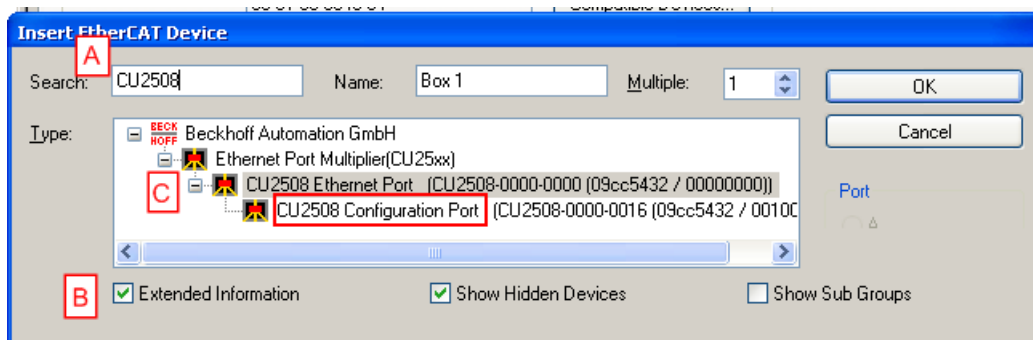 Insert EtherCAT Device
A
Search: CU2508 Name: Box 1 Multiple: 1 OK
Type: BECK HOFF Beckhoff Automation GmbH Cancel
Ethernet Port Multiplier(CU25xx)
C CU2508 Ethernet Port (CU2508-0000-0000 (09cc5432 / 00000000)) Port
CU2508 Configuration Port (CU2508-0000-0016 (09cc5432 / 00100
B Extended Information Show Hidden Devices Show Sub Groups